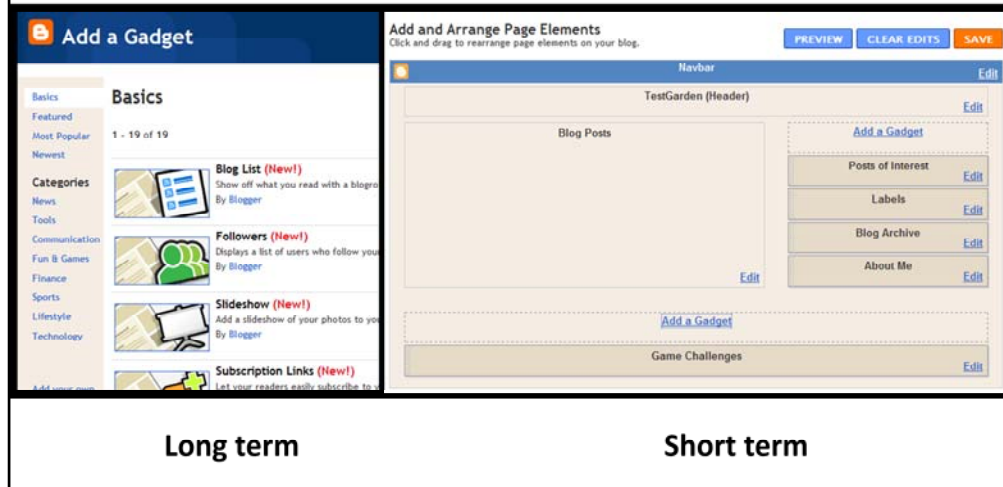 Add a Gadget
Basics
Featured
Most Popular
Newest
Categories
News
Tools
Communication
Fun & Games
Finance
Sports
Lifestyle
Technology
Add your own
Basics
1 - 19 of 19
Blog List (New!)
Show off what you read with a blogro
By Blogger
Followers (New!)
Displays a list of users who follow your
By Blogger
Slideshow (New!)
Add a slideshow of your photos to you
By Blogger
Subscription Links (New!)
Let your readers easily subscribe to y
Add and Arrange Page Elements
Click and drag to rearrange page elements on your blog.
PREVIEW CLEAR EDITS SAVE
Navbar
Edit
TestGarden (Header)
Edit
Blog Posts
Edit
Add a Gadget
Posts of Interest
Edit
Labels
Edit
Blog Archive
Edit
About Me
Edit
Add a Gadget
Game Challenges
Edit
Long term
Short term